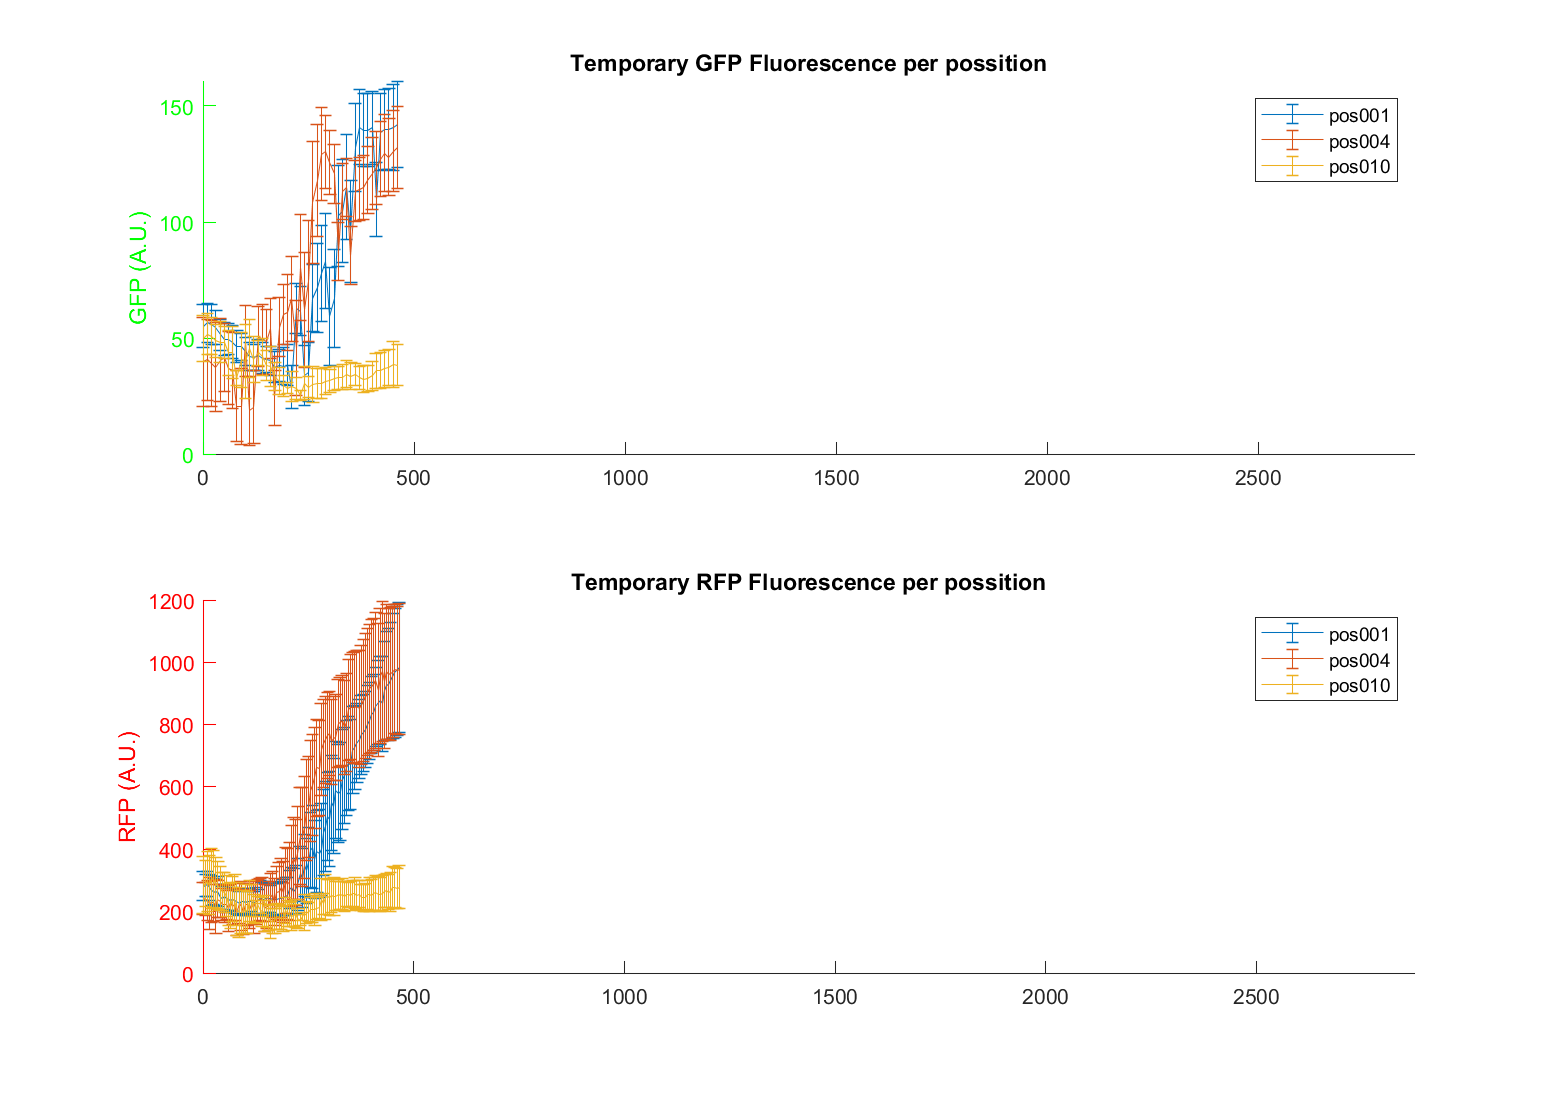 Temporary GFP Fluorescence per possition
150
100
50
0
GFP (A.U.)
pos001
pos004
pos010
0 500 1000 1500 2000 2500
Temporary RFP Fluorescence per possition
1200
1000
800
600
400
200
0
RFP (A.U.)
pos001
pos004
pos010
0 500 1000 1500 2000 2500